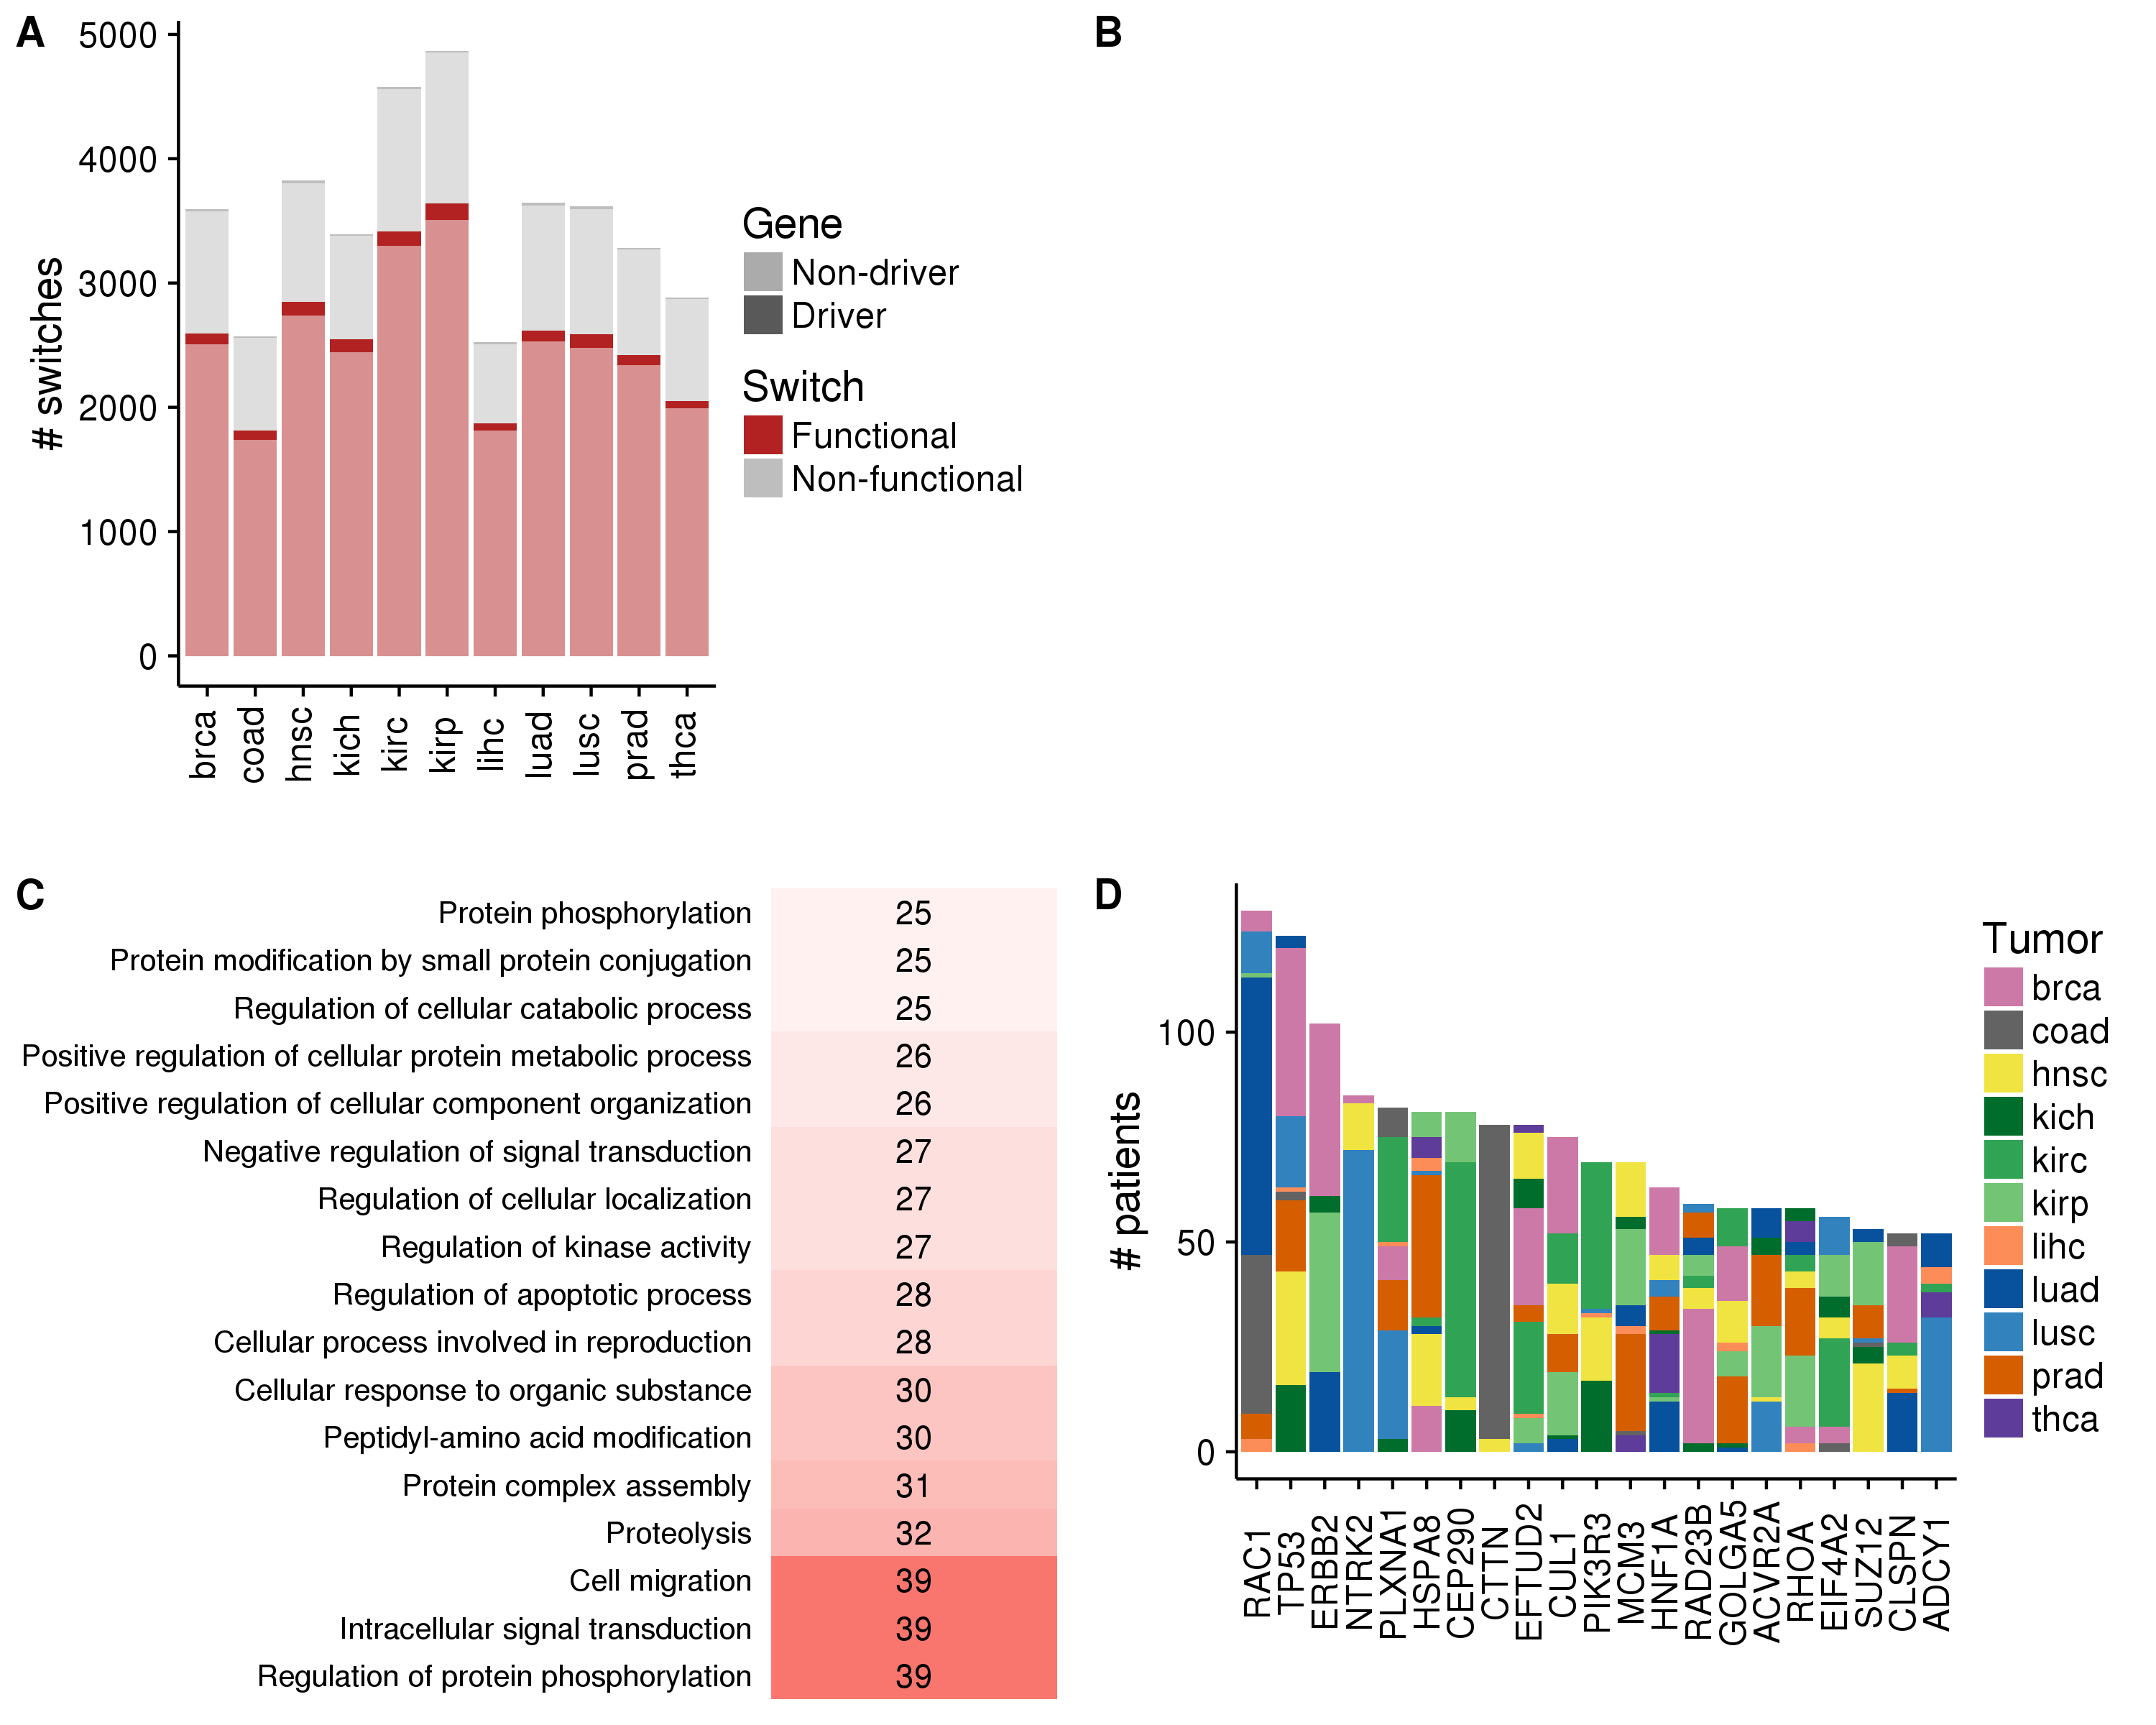 A
5000
4000
3000
2000
1000
0
# switches
brca
coad
hnsc
kich
kirc
kirp
lihc
luad
lusc
prad
thca
Gene
Non-driver
Driver
Switch
Functional
Non-functional
B
C
Protein phosphorylation 25
Protein modification by small protein conjugation 25
Regulation of cellular catabolic process 25
Positive regulation of cellular protein metabolic process 26
Positive regulation of cellular component organization 26
Negative regulation of signal transduction 27
Regulation of cellular localization 27
Regulation of kinase activity 27
Regulation of apoptotic process 28
Cellular process involved in reproduction 28
Cellular response to organic substance 30
Peptidyl-amino acid modification 30
Protein complex assembly 31
Proteolysis 32
Cell migration 39
Intracellular signal transduction 39
Regulation of protein phosphorylation 39
D
100
50
0
# patients
RAC1
TP53
ERBB2
NTRK2
PLXNA1
HSPA8
CEP290
CTTN
EFTUD2
CUL1
PIK3R3
MCM3
HNF1A
RAD23B
GOLGA5
ACVR2A
RHOA
EIF4A2
SUZ12
CLSPN
ADCY1
Tumor
brca
coad
hnsc
kich
kirc
kirp
lihc
luad
lusc
prad
thca